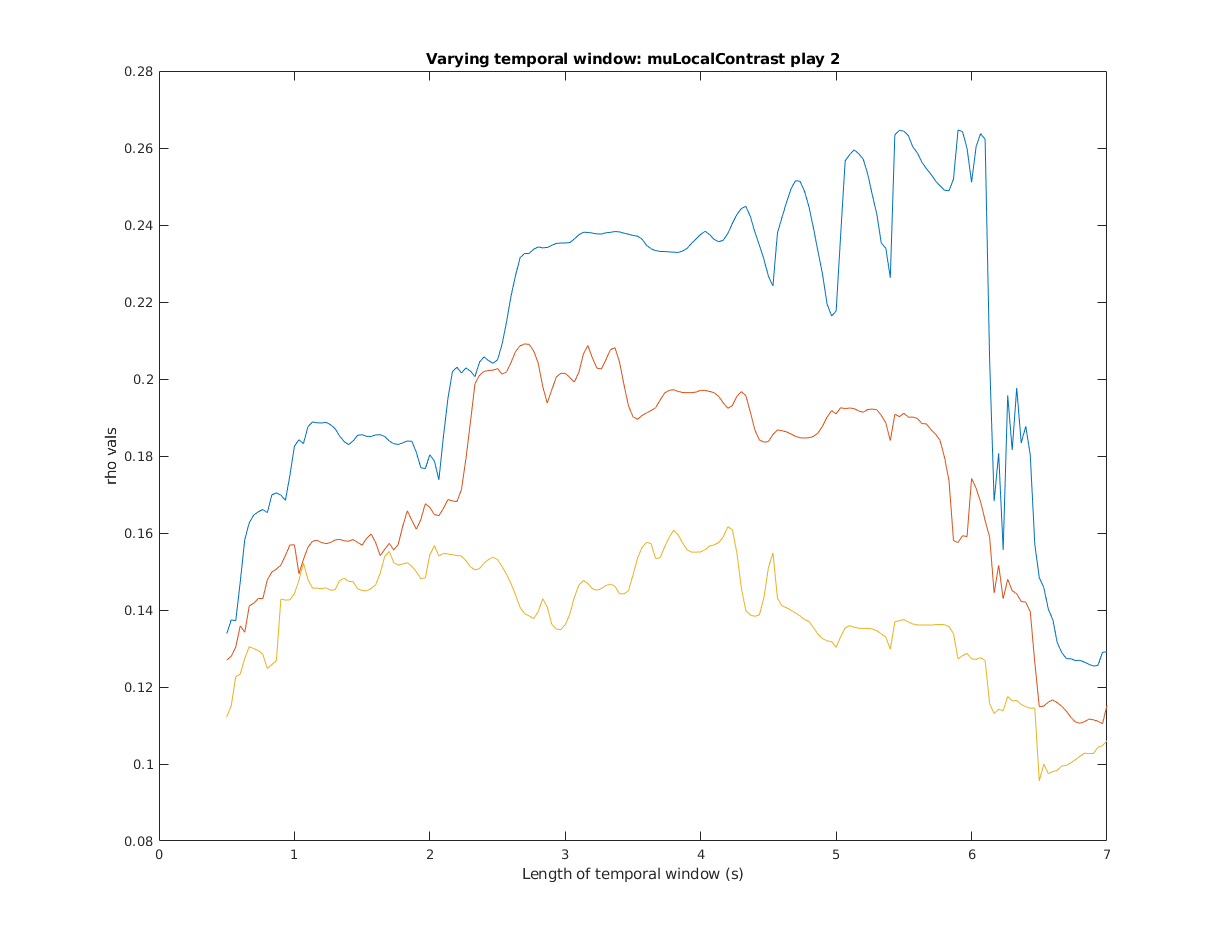 Varying temporal window: muLocalContrast play 2
0.28
0.26
0.24
0.22
0.2
0.18
0.16
0.14
0.12
0.1
0.08
rho vals
0 1 2 3 4 5 6 7
Length of temporal window (s)